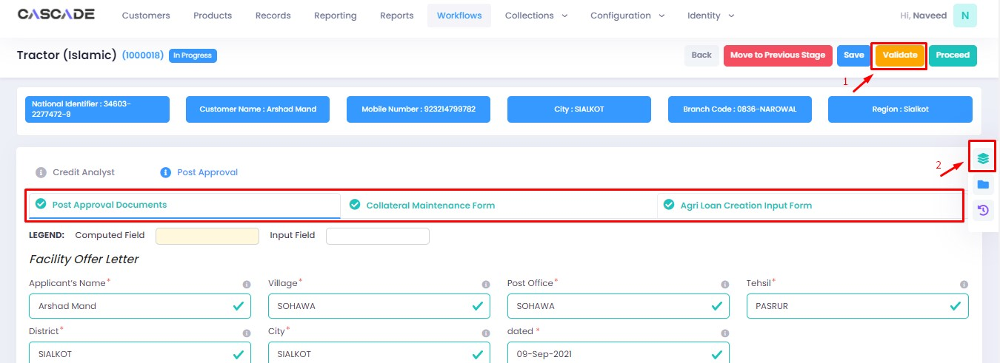 CASCADE Customers Products Records Reporting Reports Workflows Collections Configuration Identity Hi, Naveed N
Tractor (Islamic) (1000018) In Progress Back Move to Previous Stage Save Validate Proceed
1
National Identifier : 34603-
2277472-9
Customer Name : Arshad Mand Mobile Number : 923214799782 City : SIALKOT Branch Code : 0836-NAROWAL Region : Sialkot
2
Credit Analyst Post Approval
Post Approval Documents Collateral Maintenance Form Agri Loan Creation Input Form
LEGEND: Computed Field Input Field
Facility Offer Letter
Applicant's Name* Village* Post Office* Tehsil*
Arshad Mand SOHAWA SOHAWA PASRUR
District* City* dated *
SIALKOT SIALKOT 09-Sep-2021